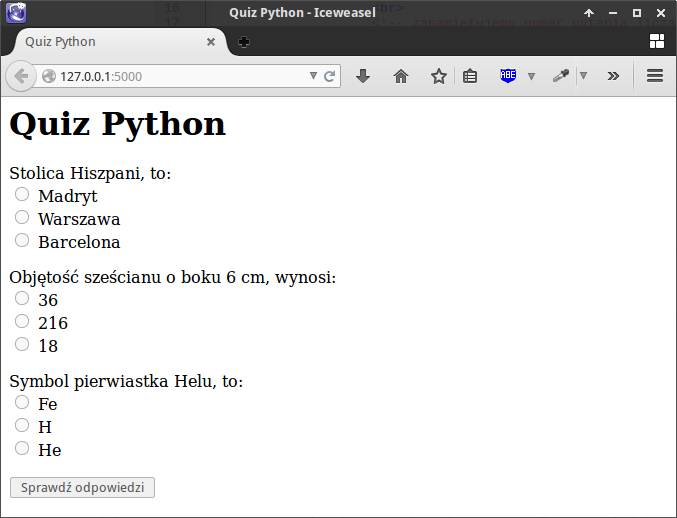 Quiz Python - Iceweasel
Quiz Python
127.0.0.1:5000
ABE
Quiz Python
Stolica Hiszpani, to:
Madryt
Warszawa
Barcelona
Objętość sześcianu o boku 6 cm, wynosi:
36
216
18
Symbol pierwiastka Helu, to:
Fe
H
He
Sprawdź odpowiedzi